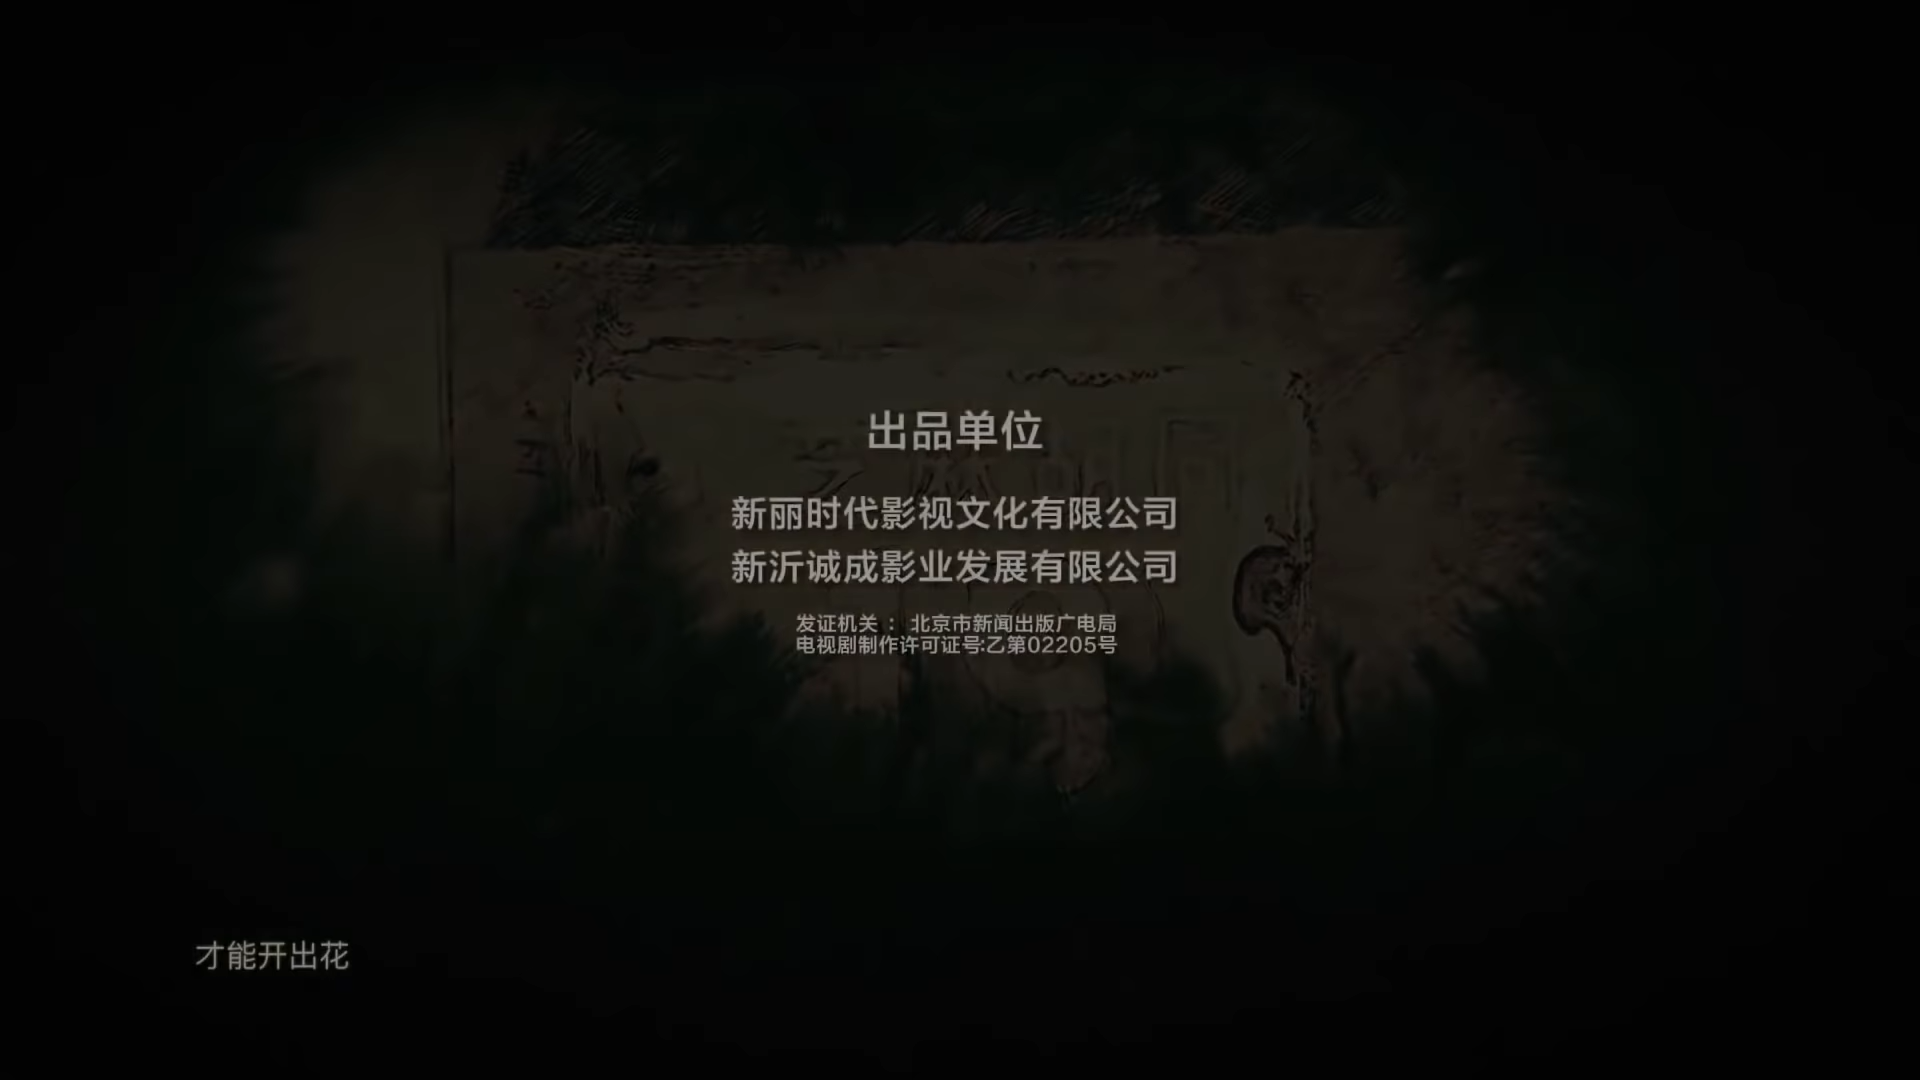 出品单位
新丽时代影视文化有限公司
新沂诚成影业发展有限公司
发证机关： 北京市新闻出版广电局
电视剧制作许可证号:乙第02205号
才能开出花